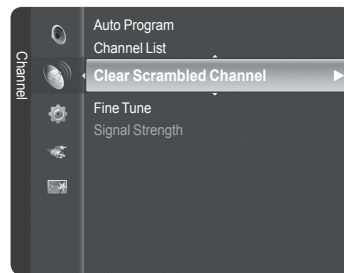 Channel
Auto Program
Channel List
Clear Scrambled Channel
Fine Tune
Signal Strength